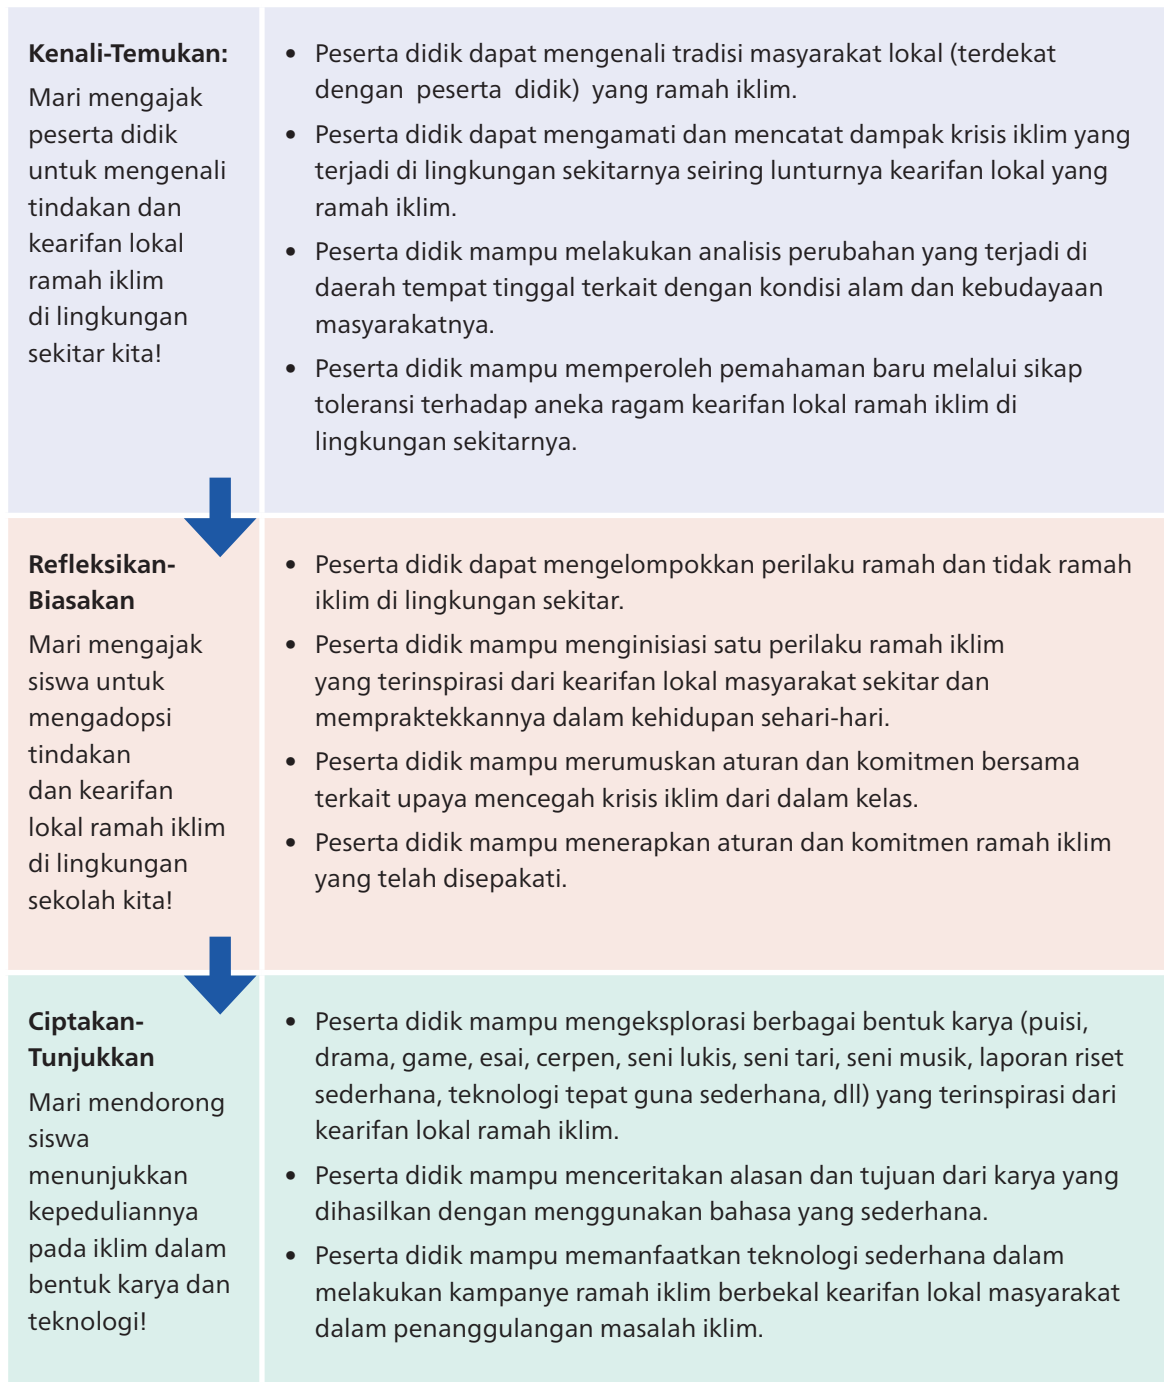 Kenali-Temukan:
Mari mengajak
peserta didik
untuk mengenali
tindakan dan
kearifan lokal
ramah iklim
di lingkungan
sekitar kita!
• Peserta didik dapat mengenali tradisi masyarakat lokal (terdekat
dengan peserta didik) yang ramah iklim.
• Peserta didik dapat mengamati dan mencatat dampak krisis iklim yang
terjadi di lingkungan sekitarnya seiring lunturnya kearifan lokal yang
ramah iklim.
• Peserta didik mampu melakukan analisis perubahan yang terjadi di
daerah tempat tinggal terkait dengan kondisi alam dan kebudayaan
masyarakatnya.
• Peserta didik mampu memperoleh pemahaman baru melalui sikap
toleransi terhadap aneka ragam kearifan lokal ramah iklim di
lingkungan sekitarnya.
Refleksikan-
Biasakan
Mari mengajak
siswa untuk
mengadopsi
tindakan
dan kearifan
lokal ramah iklim
di lingkungan
sekolah kita!
• Peserta didik dapat mengelompokkan perilaku ramah dan tidak ramah
iklim di lingkungan sekitar.
• Peserta didik mampu menginisiasi satu perilaku ramah iklim
yang terinspirasi dari kearifan lokal masyarakat sekitar dan
mempraktekkannya dalam kehidupan sehari-hari.
• Peserta didik mampu merumuskan aturan dan komitmen bersama
terkait upaya mencegah krisis iklim dari dalam kelas.
• Peserta didik mampu menerapkan aturan dan komitmen ramah iklim
yang telah disepakati.
Ciptakan-
Tunjukkan
Mari mendorong
siswa
menunjukkan
kepeduliannya
pada iklim dalam
bentuk karya dan
teknologi!
• Peserta didik mampu mengeksplorasi berbagai bentuk karya (puisi,
drama, game, esai, cerpen, seni lukis, seni tari, seni musik, laporan riset
sederhana, teknologi tepat guna sederhana, dll) yang terinspirasi dari
kearifan lokal ramah iklim.
• Peserta didik mampu menceritakan alasan dan tujuan dari karya yang
dihasilkan dengan menggunakan bahasa yang sederhana.
• Peserta didik mampu memanfaatkan teknologi sederhana dalam
melakukan kampanye ramah iklim berbekal kearifan lokal masyarakat
dalam penanggulangan masalah iklim.